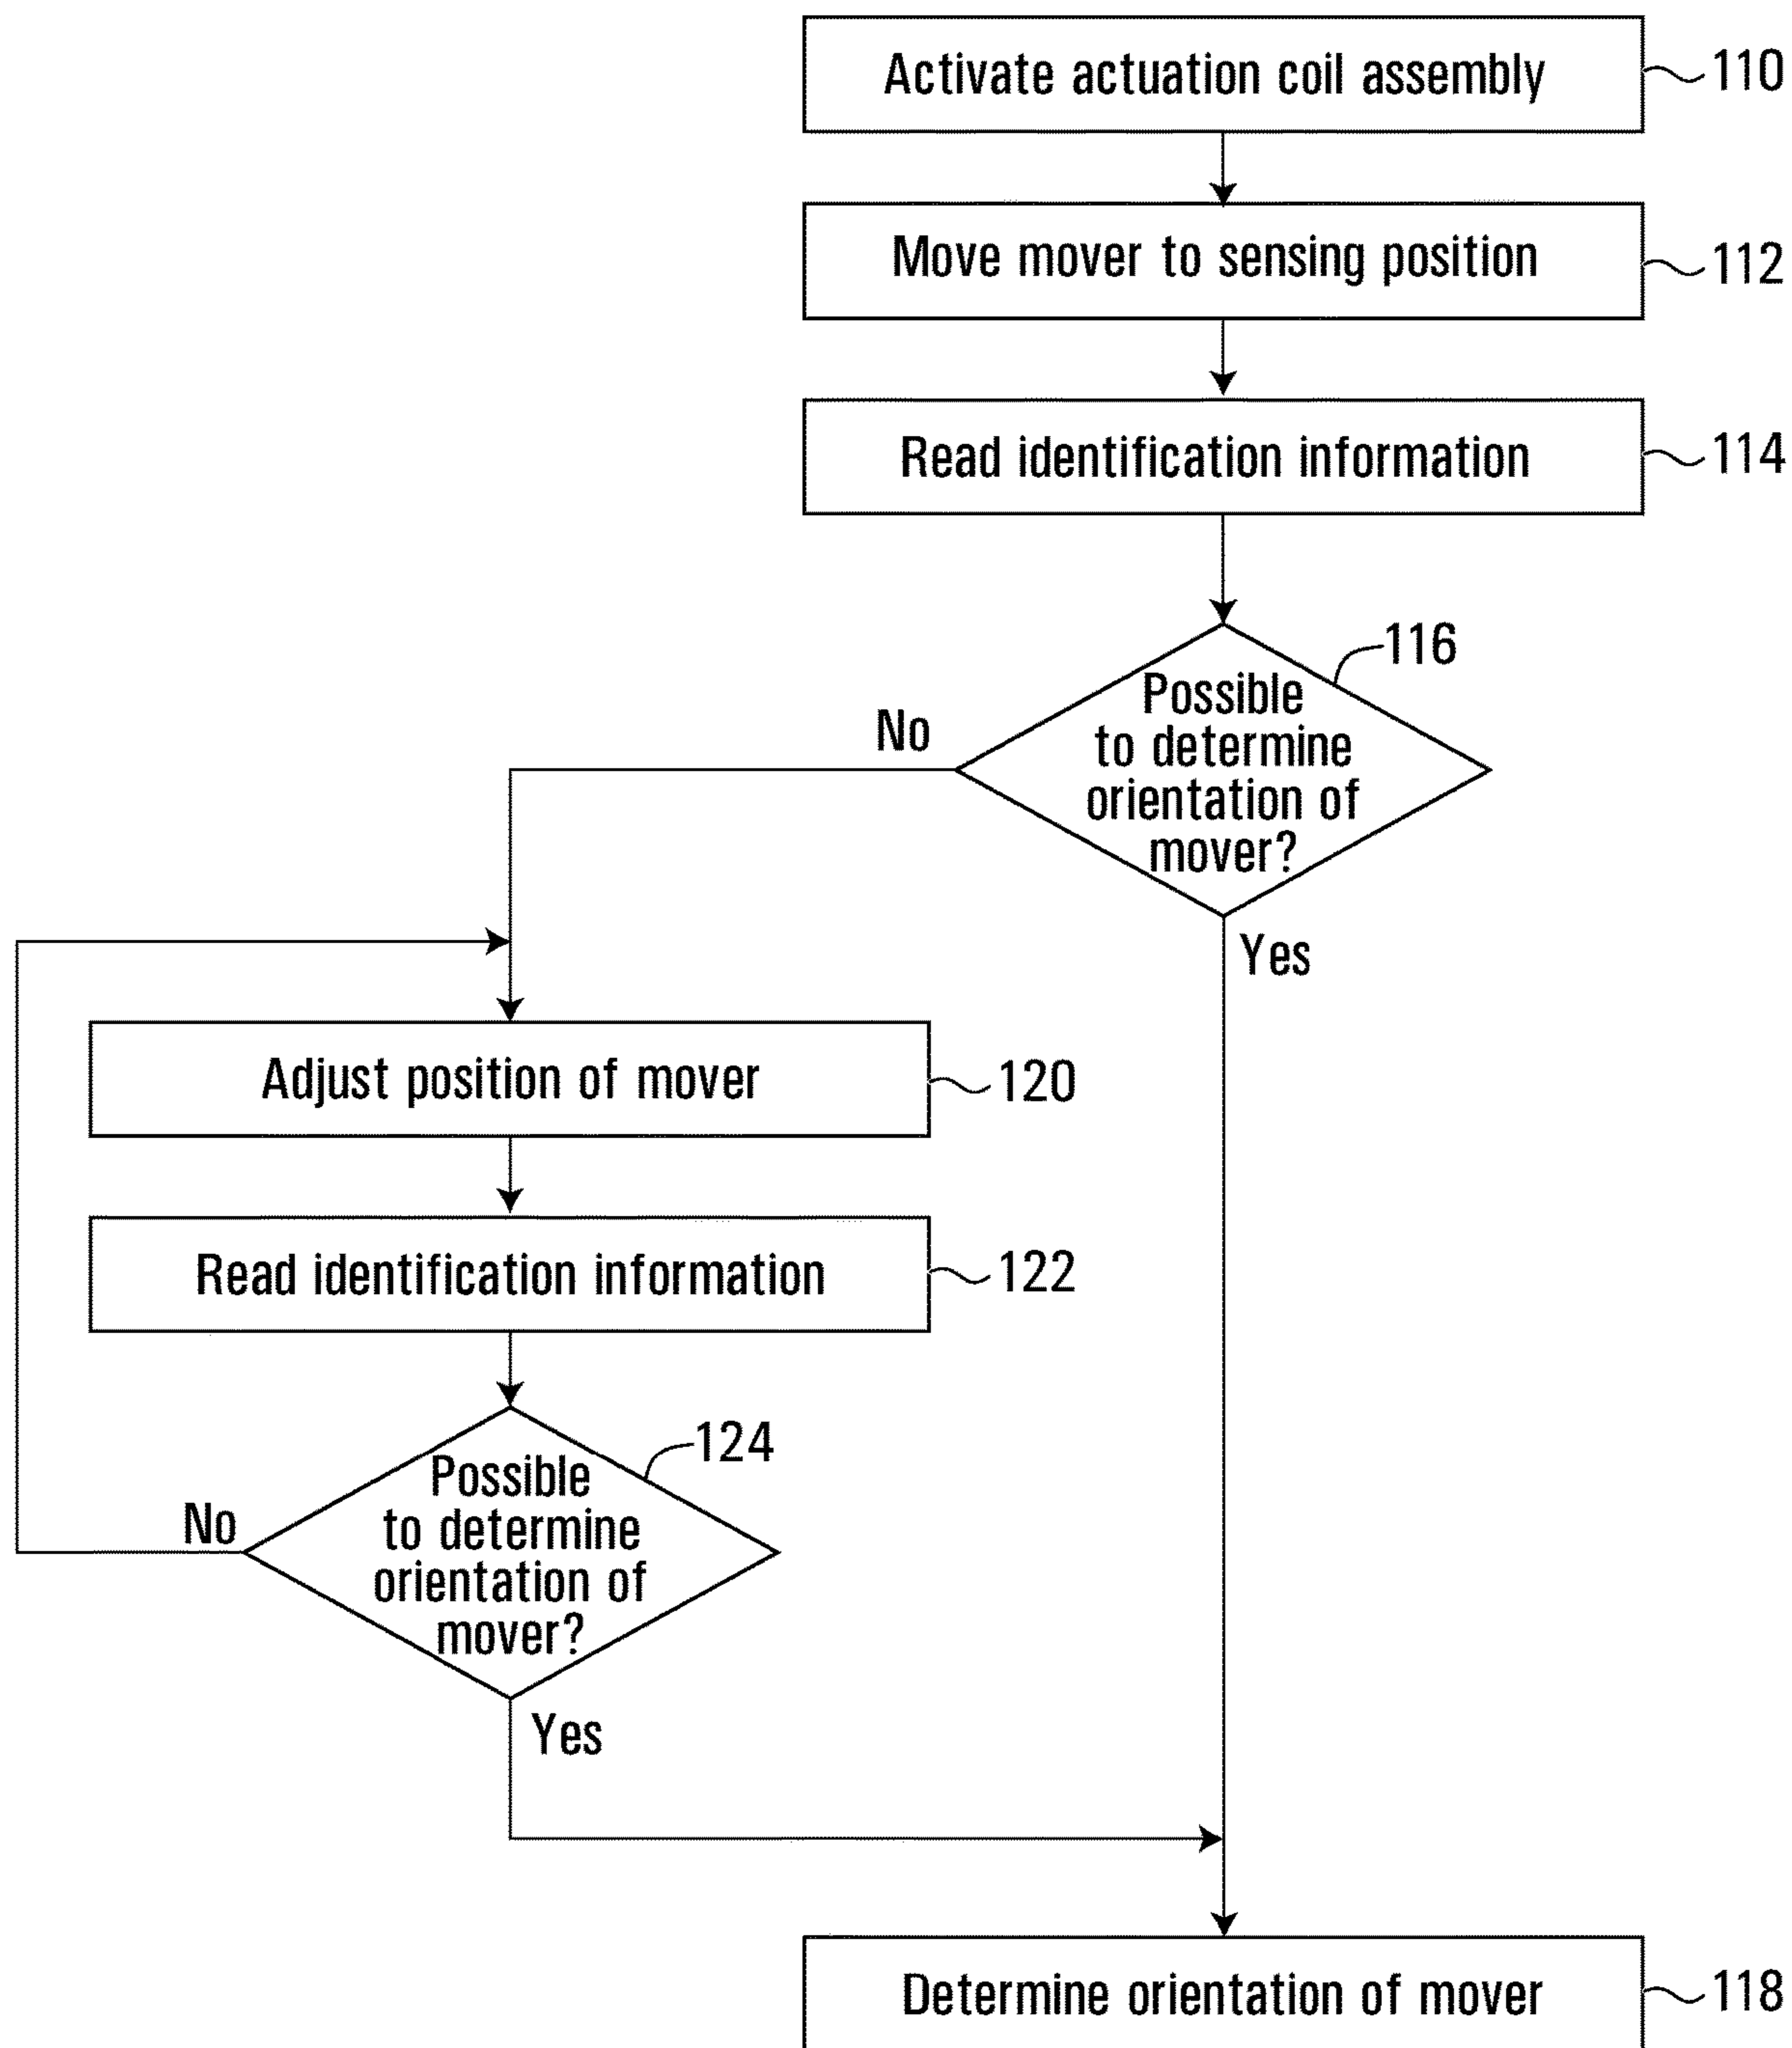 Activate actuation coil assembly
110
Move mover to sensing position
112
Read identification information
114
116
Possible
to determine
orientation of
mover?
No
Yes
Adjust position of mover
120
Read identification information
122
124
Possible
to determine
orientation of
mover?
No
Yes
Determine orientation of mover
118